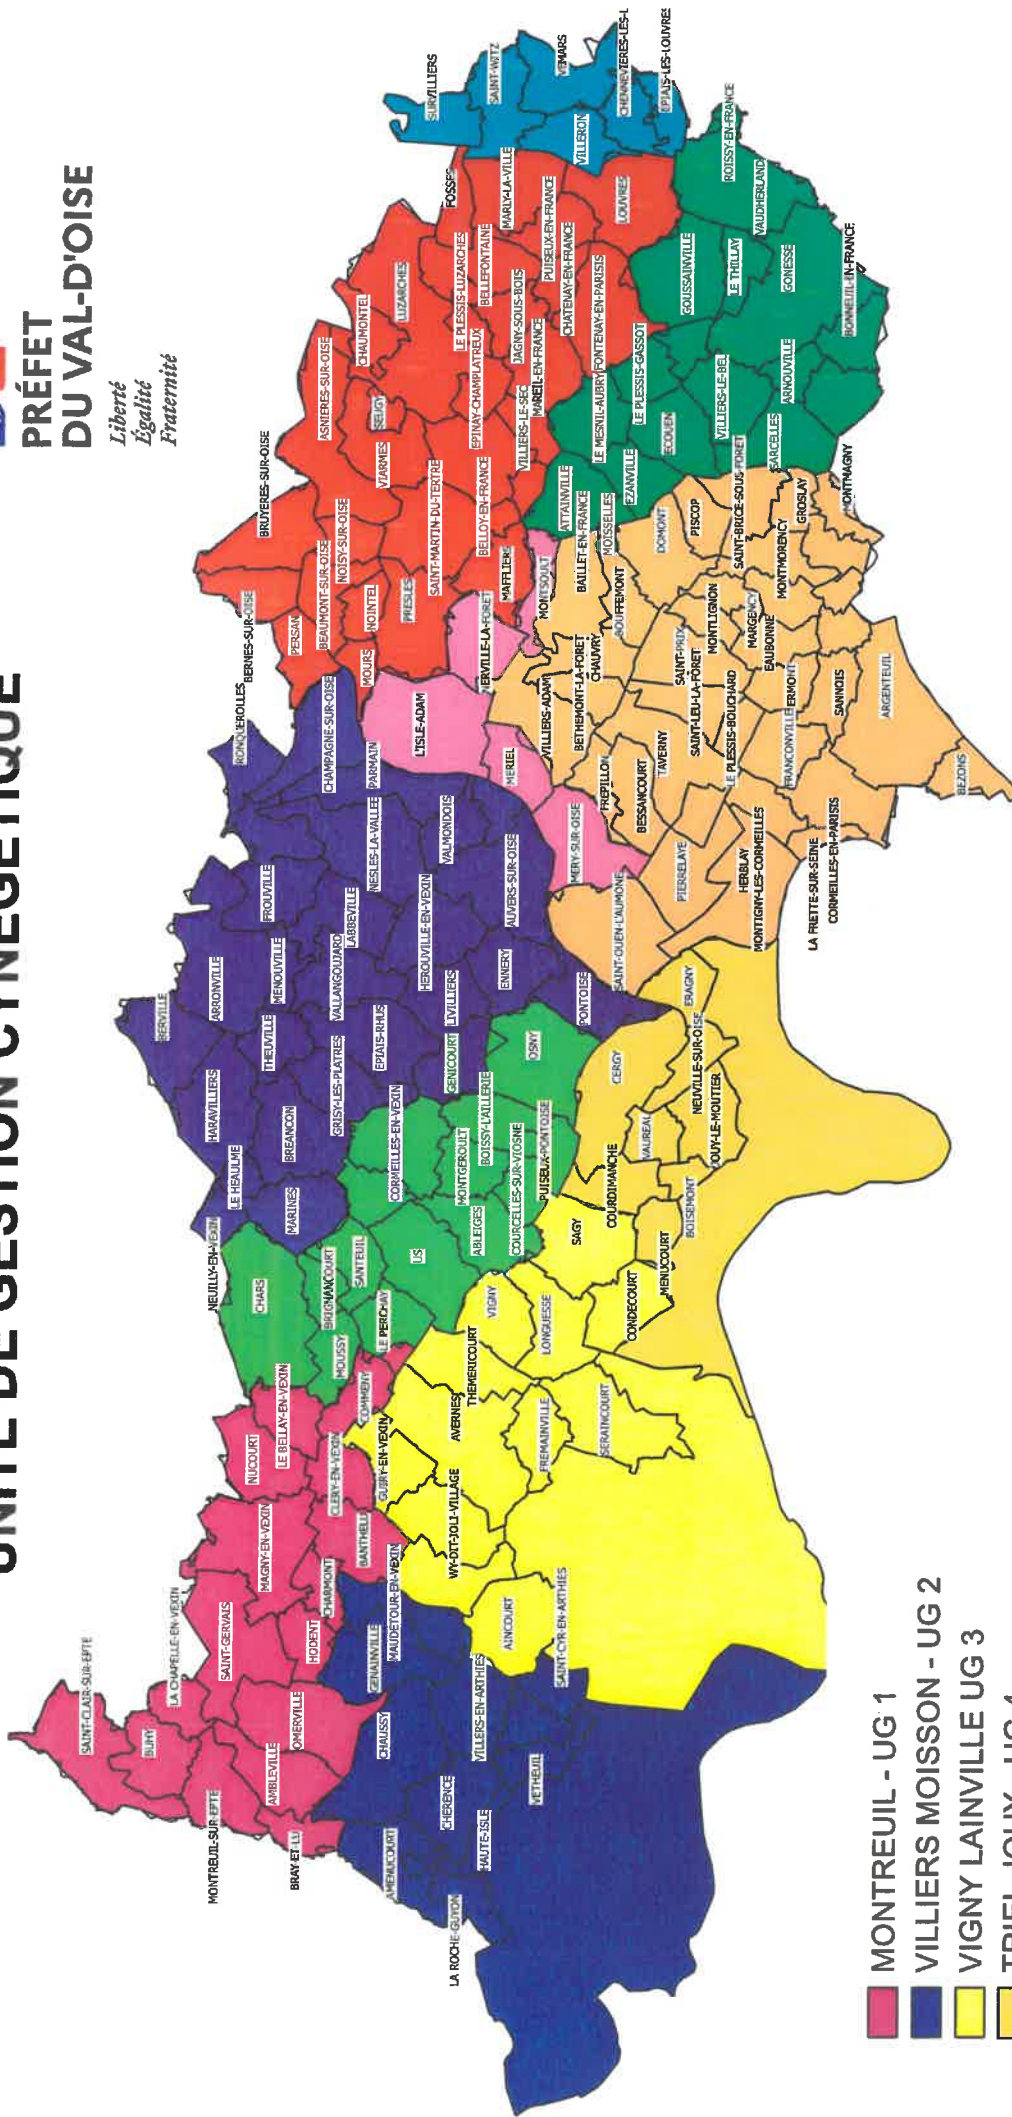 UNITÉ DE GESTION CYNÉGÉTIQUE
PRÉFET
DU VAL-D'OISE
Liberté
Égalité
Fraternité
SAINT-CLAIR-SUR-EPTE
BUHY
LA CHAPELLE-EN-VEXIN
MONTREUIL-SUR-EPTE
SAINT-GERVAIS
AMBLEVILLE
OMERVILLE
BRAY-ET-LU
HODENT
MAGNY-EN-VEXIN
CHARMONT
BANTHELU
NUCOURT
LE BELLAY-EN-VEXIN
CLERY-EN-VEXIN
COMMENY
GUIRY-EN-VEXIN
GENAINVILLE
MAUDETOUR-EN-VEXIN
CHAUSSY
AMENUCOURT
CHERENCE
HAUTE-ISLE
LA ROCHE-GUYON
VILLERS-EN-ARTHIES
VETHEUIL
SAINT-CYR-EN-ARTHIES
AINCOURT
WY-DIT-JOLI-VILLAGE
AVERNES
THEMERICOURT
FREMAINVILLE
SERAINCOURT
VIGNY
LONGUESSE
CONDECOURT
SAGY
MENUCOURT
COURDIMANCHE
BOISEMONT
VAUREAL
JOUY-LE-MOUTIER
NEUVILLE-SUR-OISE
CERGY
ERAGNY
NEUILLY-EN-VEXIN
CHARS
BRIGNANCOURT
MOUSSY
SANTEUIL
LE PERCHAY
US
ABLEIGES
COURCELLES-SUR-VIOSNE
MONTGEROULT
BOISSY-L'AILLERIE
PUISEUX-PONTOISE
CORMEILLES-EN-VEXIN
GENICOURT
OSNY
PONTOISE
BERVILLE
HARAVILLIERS
LE HEAULME
MARINES
BREANCON
THEUVILLE
GRISY-LES-PLATRES
EPIAIS-RHUS
ARRONVILLE
MENOUVILLE
VALLANGOUJARD
LABBEVILLE
FROUVILLE
HEROUVILLE-EN-VEXIN
LIVILLIERS
ENNERY
AUVERS-SUR-OISE
VALMONDOIS
NESLES-LA-VALLEE
PARMAIN
CHAMPAGNE-SUR-OISE
RONQUEROLLES
BERNES-SUR-OISE
BRUYERES-SUR-OISE
PERSAN
BEAUMONT-SUR-OISE
NOISY-SUR-OISE
MOURS
NOINTEL
PRESLES
SAINT-MARTIN-DU-TERTRE
ASNIERES-SUR-OISE
VIARMES
SEUGY
CHAUMONTEL
LUZARCHES
LE PLESSIS-LUZARCHES
BELLEFONTAINE
FOSSES
MARLY-LA-VILLE
EPINAY-CHAMPLATREUX
JAGNY-SOUS-BOIS
PUISEUX-EN-FRANCE
CHATENAY-EN-FRANCE
MAREIL-EN-FRANCE
VILLIERS-LE-SEC
BELLOY-EN-FRANCE
MAFFLIERS
FONTENAY-EN-PARISIS
LOUVRES
SURVILLIERS
SAINT-WITZ
VEMARS
VILLERON
CHENNEVIERES-LES-L
EPIAIS-LES-LOUVRES
ROISSY-EN-FRANCE
VAUDHERLAND
GOUSSAINVILLE
LE THILLAY
GONESSE
BONNEUIL-EN-FRANCE
LE MESNIL-AUBRY
LE PLESSIS-GASSOT
VILLIERS-LE-BEL
ARNOUVILLE
ECOUEN
SARCELLES
EZANVILLE
ATTAINVILLE
MOISSELLES
L'ISLE-ADAM
NERVILLE-LA-FORET
MONTSOULT
MERIEL
MERY-SUR-OISE
VILLIERS-ADAM
BAILLET-EN-FRANCE
BETHEMONT-LA-FORET
CHAUVRY
BOUFFEMONT
DOMONT
PISCOP
SAINT-BRICE-SOUS-FORET
GROSLAY
MONTMAGNY
MONTMORENCY
MONTLIGNON
MARGENCY
EAUBONNE
SAINT-PRIX
SAINT-LEU-LA-FORET
LE PLESSIS-BOUCHARD
ERMONT
FRANCONVILLE
SANNOIS
ARGENTEUIL
BEZONS
TAVERNY
BESSANCOURT
FREPILLON
PIERRELAYE
SAINT-OUEN-L'AUMONE
HERBLAY
MONTIGNY-LES-CORMEILLES
LA FRETTE-SUR-SEINE
CORMEILLES-EN-PARISIS
MONTREUIL - UG 1
VILLIERS MOISSON - UG 2
VIGNY LAINVILLE UG 3
TRIEL JOUY - UG 4